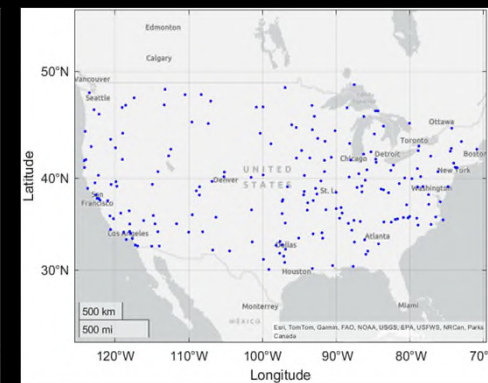 Edmonton
Calgary
50°N
Vancouver
Seattle
Ottawa
Toronto
Chicago
Detroit
Boston
New York
40°N
UNITED
STATES
Denver
St. L
Washington
San
Francisco
Los Angeles
Dallas
Atlanta
30°N
Houston
Monterrey
Miami
MÉXICO
500 km
500 mi
Esri, TomTom, Garmin, FAO, NOAA, USGS, EPA, USFWS, NRCan, Parks
Canada
120°W
110°W
100°W
90°W
80°W
70°
Longitude
Latitude